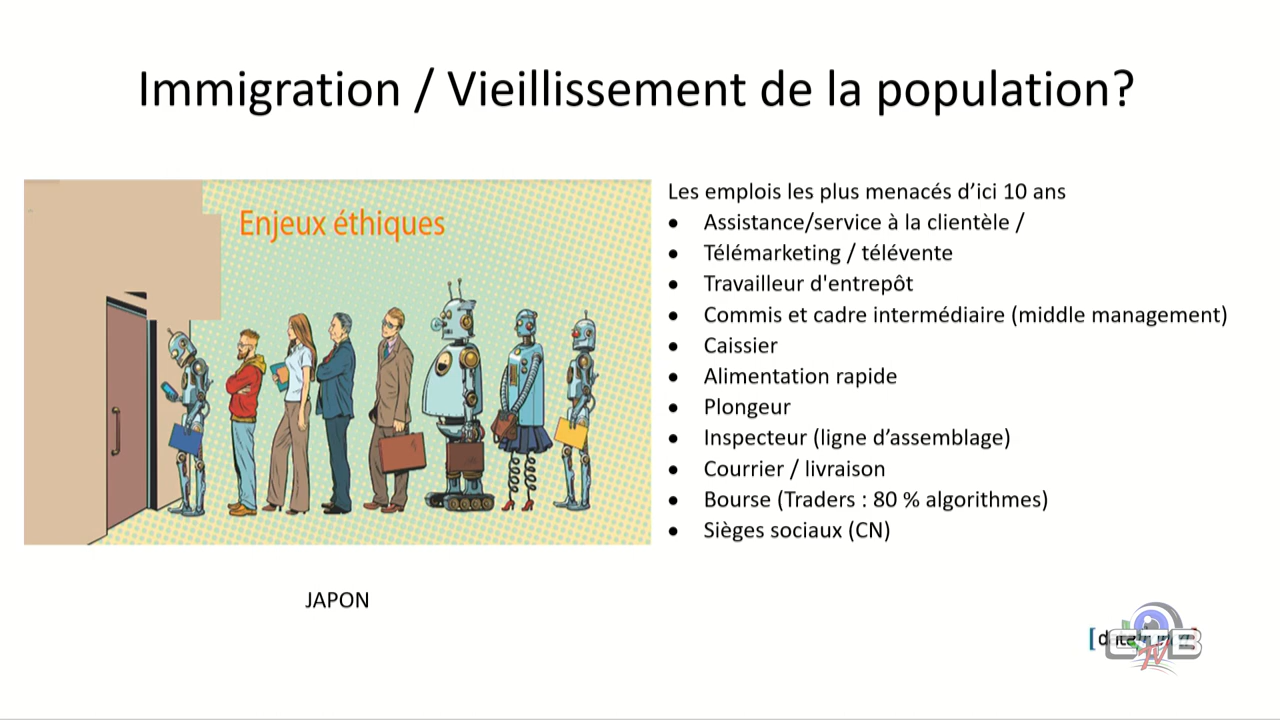 Immigration / Vieillissement de la population?
Enjeux éthiques
Les emplois les plus menacés d’ici 10 ans
• Assistance/service à la clientèle /
• Télémarketing / télévente
• Travailleur d'entrepôt
• Commis et cadre intermédiaire (middle management)
• Caissier
• Alimentation rapide
• Plongeur
• Inspecteur (ligne d’assemblage)
• Courrier / livraison
• Bourse (Traders : 80 % algorithmes)
• Sièges sociaux (CN)
JAPON
TV